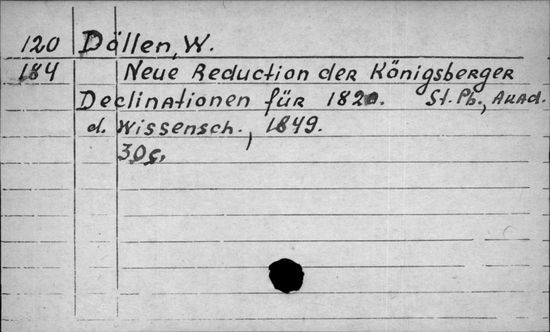 120 Döllen, W.
184 Neue Reduction der Königsberger
Declinationen für 1820. St.Pb., Akad.
d. Wissensch., 1849.
30 с.